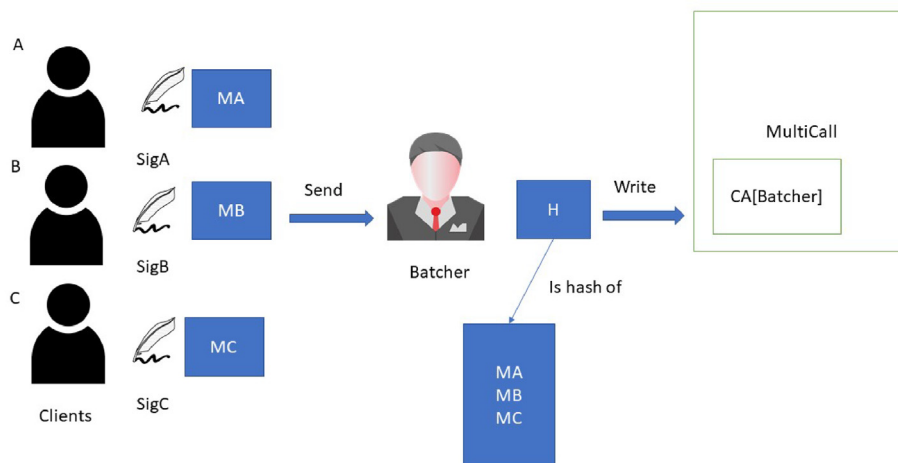 A
MA
SigA
B
MB
SigB
C
MC
SigC
Clients
Send
Batcher
H
Write
Is hash of
MA
MB
MC
MultiCall
CA[Batcher]